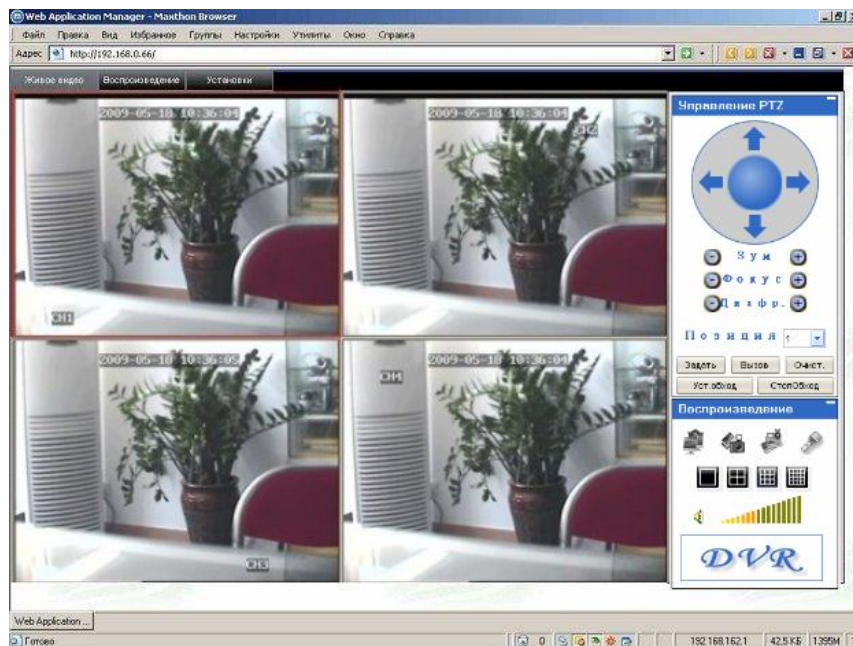 Web Application Manager - Maxthon Browser
Файл Правка Вид Избранное Группы Настройки Утилиты Окно Справка
Адрес http://192.168.0.66/
Живое видео Воспроизведение Установки
2009-05-18 10:36:04
CH1
2009-05-18 10:36:04
CH2
2009-05-18 10:36:05
CH3
2009-05-18 10:36:04
CH4
Управление PTZ
Зум
Фокус
Диафр.
Позиция 1
Задать Вызов Очист.
Уст.обход СтопОбход
Воспроизведение
DVR
Web Application ...
Готово 0 192.168.162.1 42.5 КБ 1395M